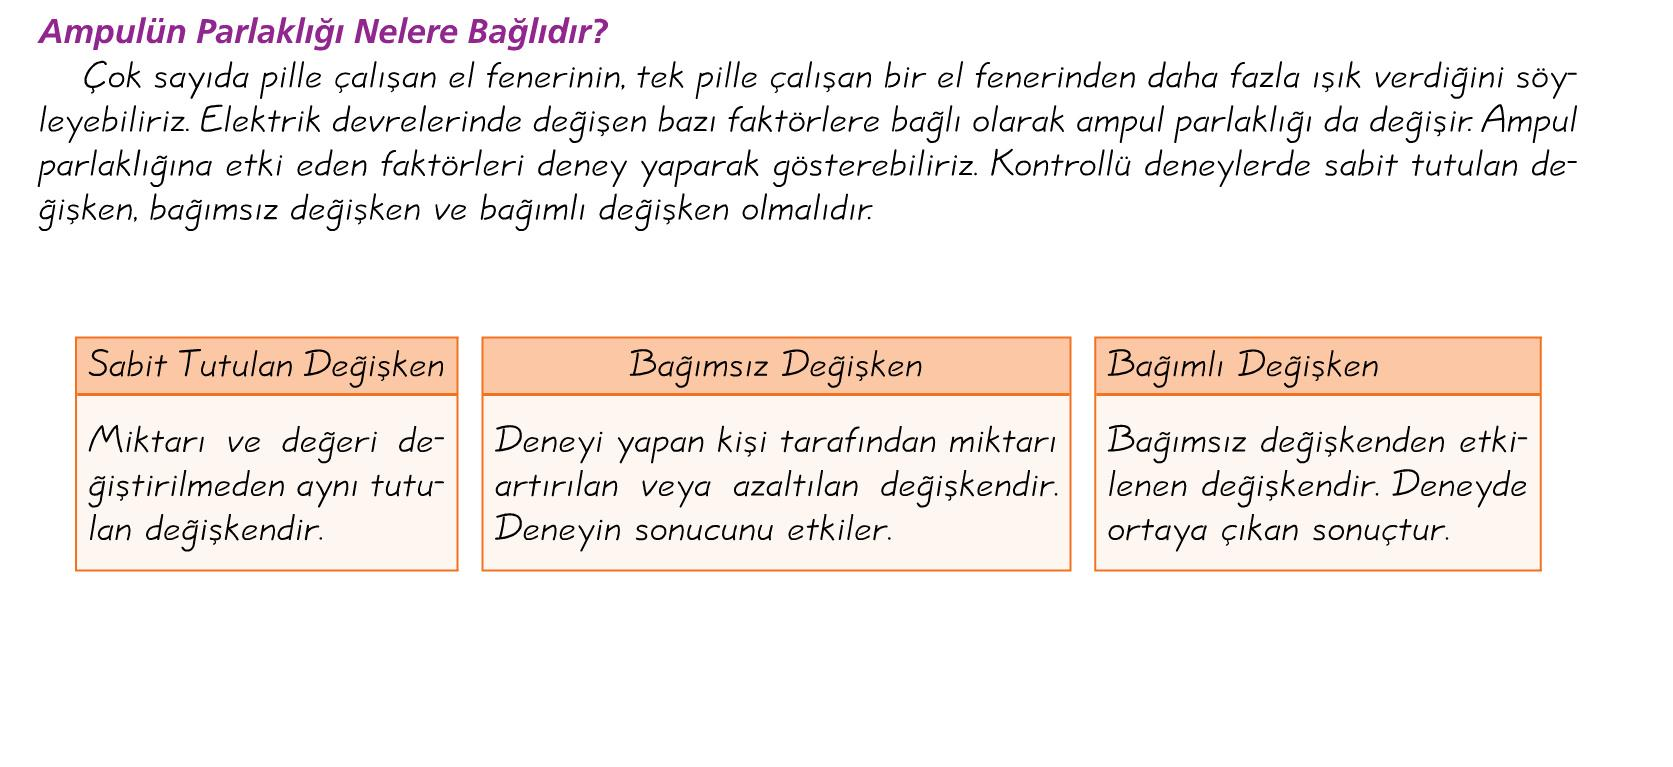 Ampulün Parlaklığı Nelere Bağlıdır?
Çok sayıda pille çalışan el fenerinin, tek pille çalışan bir el fenerinden daha fazla ışık verdiğini söy-
leyebiliriz. Elektrik devrelerinde değişen bazı faktörlere bağlı olarak ampul parlaklığı da değişir. Ampul
parlaklığına etki eden faktörleri deney yaparak gösterebiliriz. Kontrollü deneylerde sabit tutulan de-
ğişken, bağımsız değişken ve bağımlı değişken olmalıdır.
Sabit Tutulan Değişken
Miktarı ve değeri de-
ğiştirilmeden aynı tutu-
lan değişkendir.
Bağımsız Değişken
Deneyi yapan kişi tarafından miktarı
artırılan veya azaltılan değişkendir.
Deneyin sonucunu etkiler.
Bağımlı Değişken
Bağımsız değişkenden etki-
lenen değişkendir. Deneyde
ortaya çıkan sonuçtur.